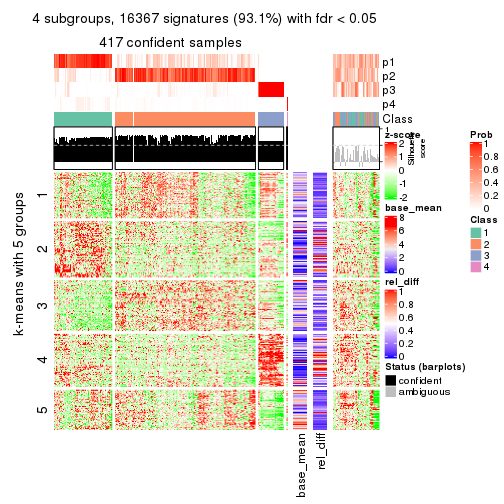 4 subgroups, 16367 signatures (93.1%) with fdr < 0.05
417 confident samples
p1
p2
p3
p4
Class
1
Silhouette
score
k-means with 5 groups
1
2
3
4
5
base_mean
rel_diff
z-score
2
1
0
-1
-2
base_mean
8
6
4
2
0
rel_diff
1
0.8
0.6
0.4
0.2
0
Status (barplots)
confident
ambiguous
Prob
1
0.8
0.6
0.4
0.2
0
Class
1
2
3
4